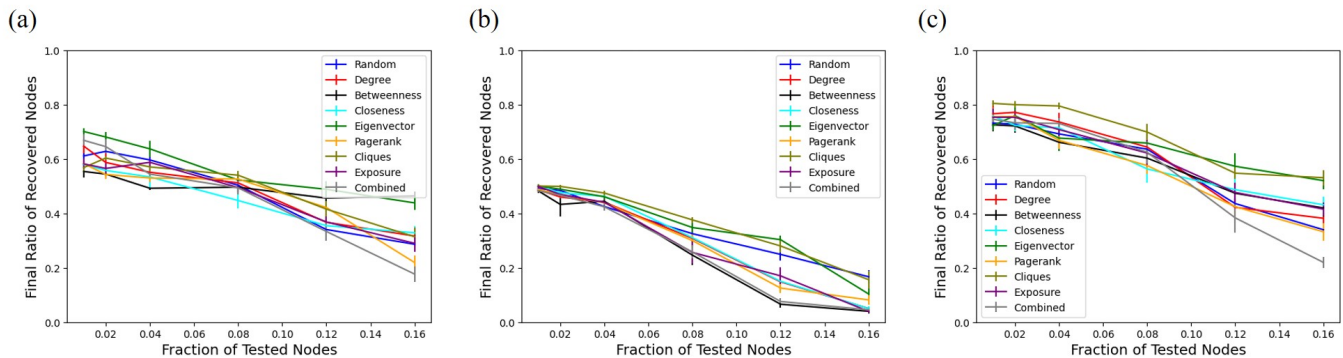 (a)
Final Ratio of Recovered Nodes
1.0
0.8
0.6
0.4
0.2
0.0
0.02 0.04 0.06 0.08 0.10 0.12 0.14 0.16
Fraction of Tested Nodes
Random
Degree
Betweenness
Closeness
Eigenvector
Pagerank
Cliques
Exposure
Combined
(b)
Final Ratio of Recovered Nodes
1.0
0.8
0.6
0.4
0.2
0.0
0.02 0.04 0.06 0.08 0.10 0.12 0.14 0.16
Fraction of Tested Nodes
Random
Degree
Betweenness
Closeness
Eigenvector
Pagerank
Cliques
Exposure
Combined
(c)
Final Ratio of Recovered Nodes
1.0
0.8
0.6
0.4
0.2
0.0
0.02 0.04 0.06 0.08 0.10 0.12 0.14 0.16
Fraction of Tested Nodes
Random
Degree
Betweenness
Closeness
Eigenvector
Pagerank
Cliques
Exposure
Combined